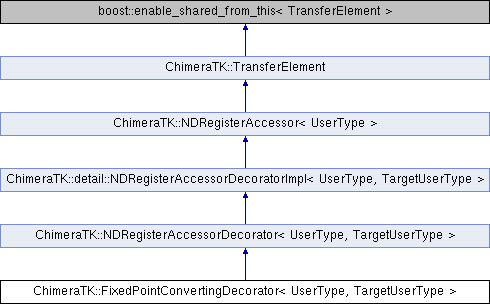 boost::enable_shared_from_this< TransferElement >
ChimeraTK::TransferElement
ChimeraTK::NDRegisterAccessor< UserType >
ChimeraTK::detail::NDRegisterAccessorDecoratorImpl< UserType, TargetUserType >
ChimeraTK::NDRegisterAccessorDecorator< UserType, TargetUserType >
ChimeraTK::FixedPointConvertingDecorator< UserType, TargetUserType >